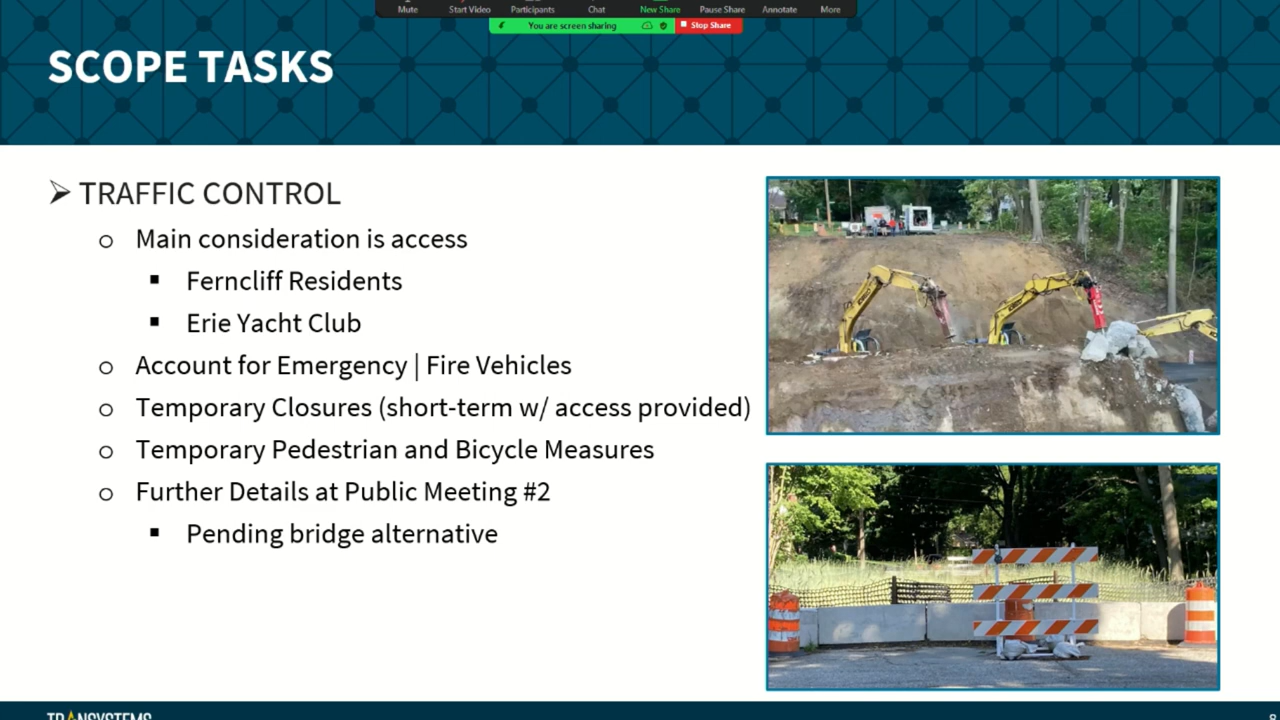 Mute Start Video Participants Chat New Share Pause Share Annotate More
You are screen sharing Stop Share
SCOPE TASKS
➢ TRAFFIC CONTROL
o Main consideration is access
▪ Ferncliff Residents
▪ Erie Yacht Club
o Account for Emergency | Fire Vehicles
o Temporary Closures (short-term w/ access provided)
o Temporary Pedestrian and Bicycle Measures
o Further Details at Public Meeting #2
▪ Pending bridge alternative
TRANSYSTEMS